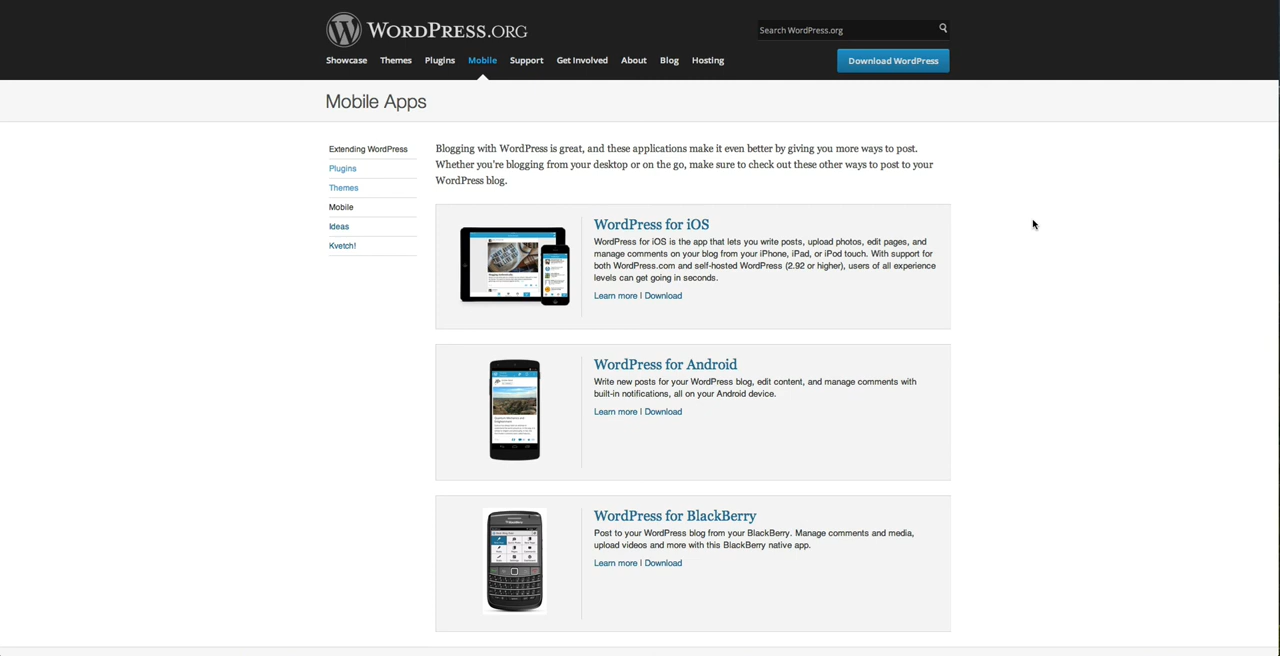 WORDPRESS.ORG
Search WordPress.org
Showcase Themes Plugins Mobile Support Get Involved About Blog Hosting
Download WordPress
Mobile Apps
Extending WordPress
Plugins
Themes
Mobile
Ideas
Kvetch!
Blogging with WordPress is great, and these applications make it even better by giving you more ways to post.
Whether you're blogging from your desktop or on the go, make sure to check out these other ways to post to your
WordPress blog.
WordPress for iOS
WordPress for iOS is the app that lets you write posts, upload photos, edit pages, and
manage comments on your blog from your iPhone, iPad, or iPod touch. With support for
both WordPress.com and self-hosted WordPress (2.92 or higher), users of all experience
levels can get going in seconds.
Learn more | Download
WordPress for Android
Write new posts for your WordPress blog, edit content, and manage comments with
built-in notifications, all on your Android device.
Learn more | Download
WordPress for BlackBerry
Post to your WordPress blog from your BlackBerry. Manage comments and media,
upload videos and more with this BlackBerry native app.
Learn more | Download